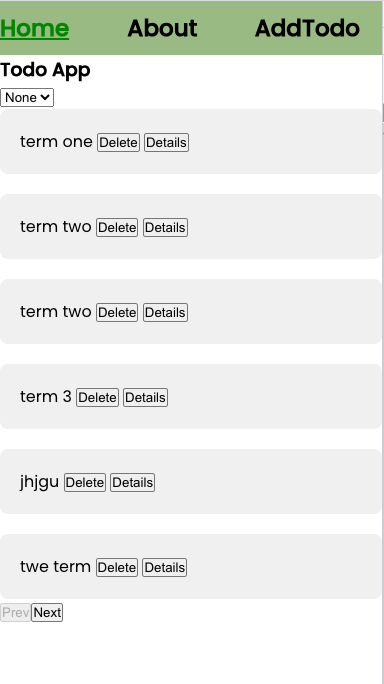 Home About AddTodo
Todo App
None
term one Delete Details
term two Delete Details
term two Delete Details
term 3 Delete Details
jhjgu Delete Details
twe term Delete Details
Prev Next